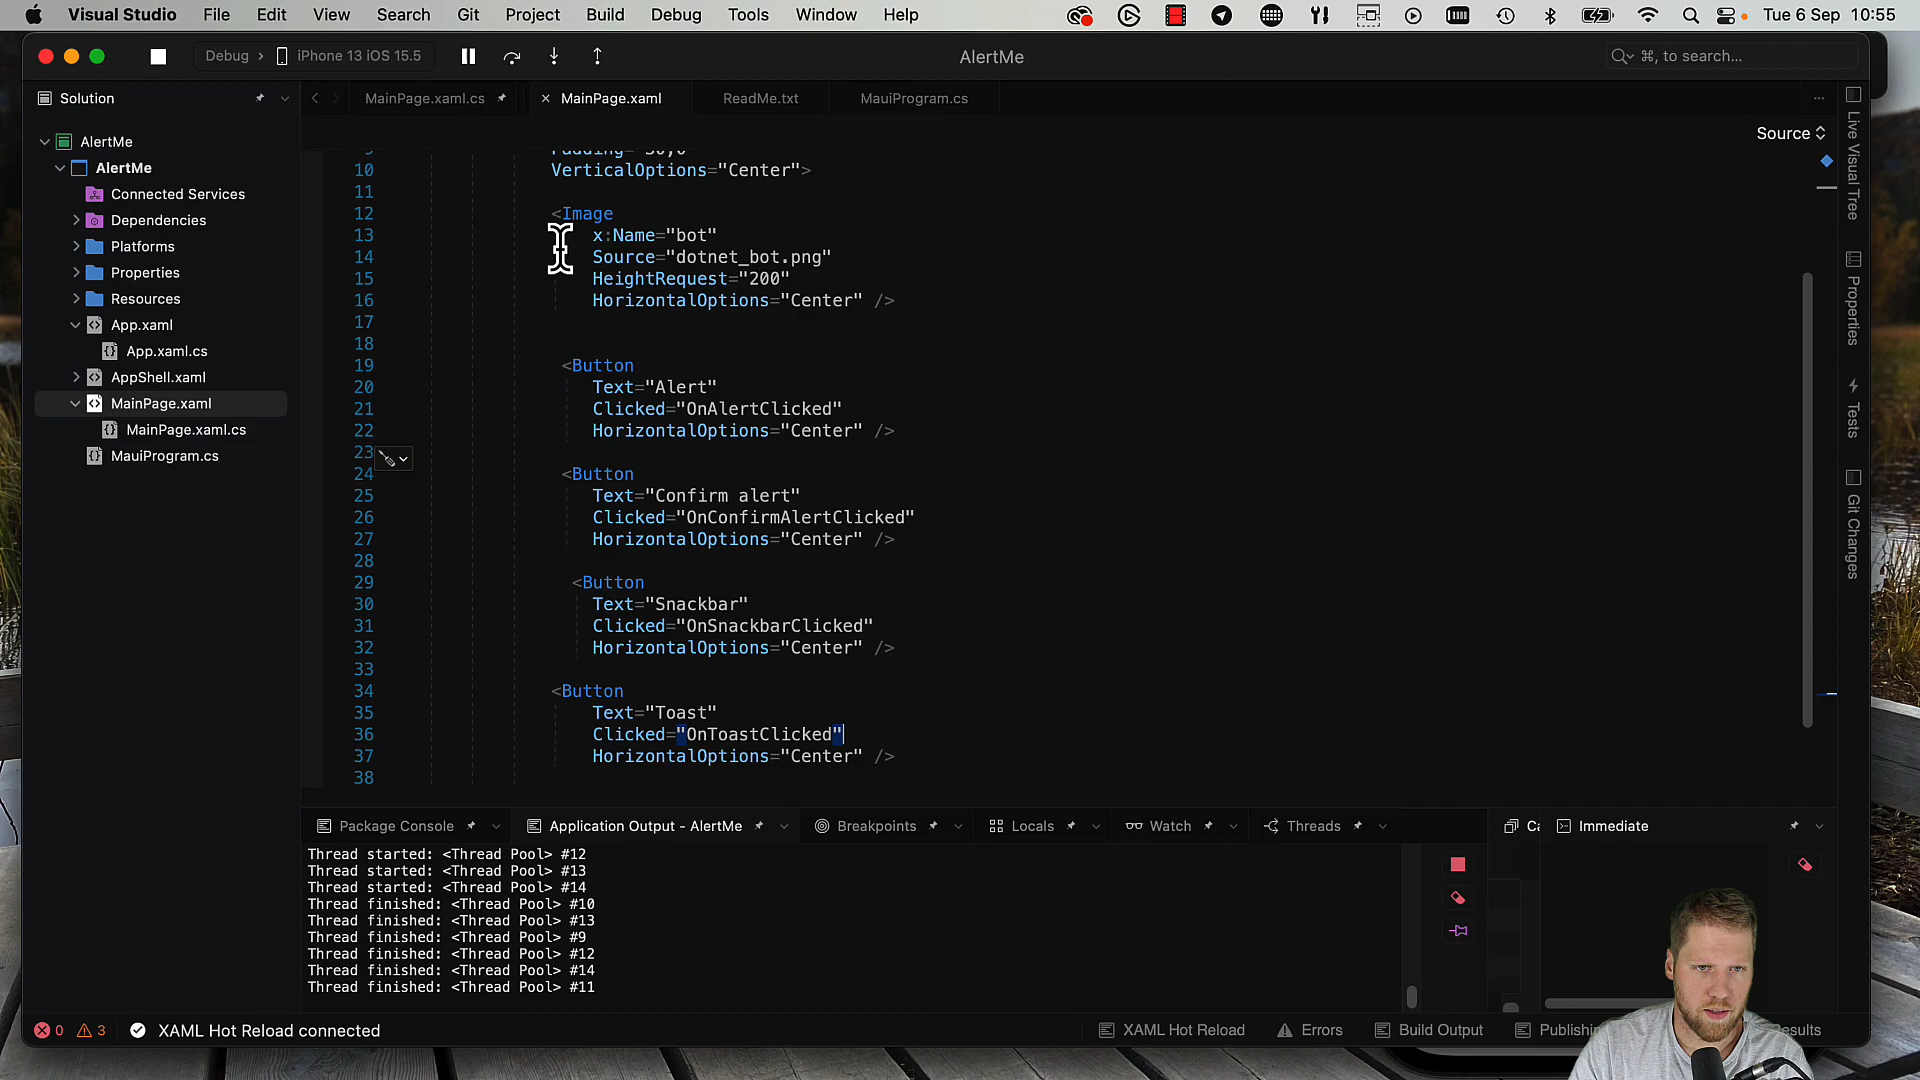 Visual Studio File Edit View Search Git Project Build Debug Tools Window Help Tue 6 Sep 10:55
Debug iPhone 13 iOS 15.5 AlertMe ⌘, to search...
Solution MainPage.xaml.cs MainPage.xaml ReadMe.txt MauiProgram.cs
Source
AlertMe
AlertMe
Connected Services
Dependencies
Platforms
Properties
Resources
App.xaml
App.xaml.cs
AppShell.xaml
MainPage.xaml
MainPage.xaml.cs
MauiProgram.cs
10 VerticalOptions="Center">
11
12 <Image
13 x:Name="bot"
14 Source="dotnet_bot.png"
15 HeightRequest="200"
16 HorizontalOptions="Center" />
17
18
19 <Button
20 Text="Alert"
21 Clicked="OnAlertClicked"
22 HorizontalOptions="Center" />
23
24 <Button
25 Text="Confirm alert"
26 Clicked="OnConfirmAlertClicked"
27 HorizontalOptions="Center" />
28
29 <Button
30 Text="Snackbar"
31 Clicked="OnSnackbarClicked"
32 HorizontalOptions="Center" />
33
34 <Button
35 Text="Toast"
36 Clicked="OnToastClicked"
37 HorizontalOptions="Center" />
38
Live Visual Tree
Properties
Tests
Git Changes
Package Console Application Output - AlertMe Breakpoints Locals Watch Threads Ca Immediate
Thread started: <Thread Pool> #12
Thread started: <Thread Pool> #13
Thread started: <Thread Pool> #14
Thread finished: <Thread Pool> #10
Thread finished: <Thread Pool> #13
Thread finished: <Thread Pool> #9
Thread finished: <Thread Pool> #12
Thread finished: <Thread Pool> #14
Thread finished: <Thread Pool> #11
0 3 XAML Hot Reload connected XAML Hot Reload Errors Build Output